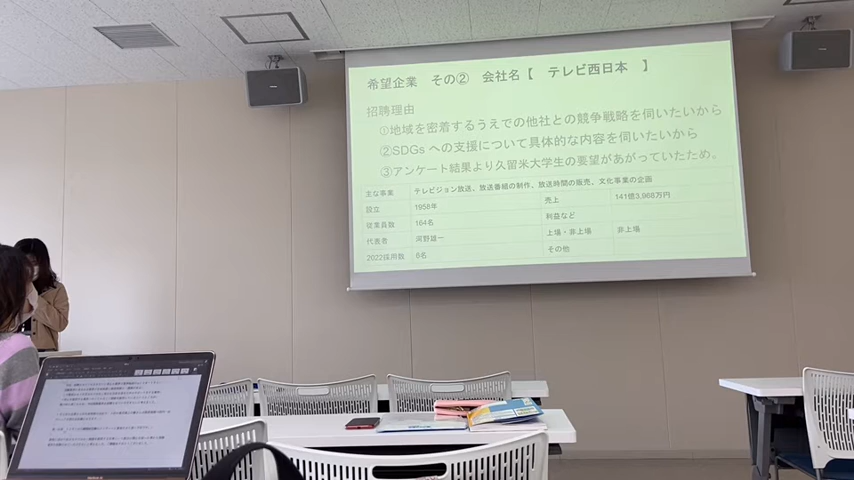 希望企業 その② 会社名【 テレビ西日本 】
招聘理由
①地域を密着するうえでの他社との競争戦略を伺いたいから
②SDGs への支援について具体的な内容を伺いたいから
③アンケート結果より久留米大学生の要望があがっていたため。
主な事業 テレビジョン放送、放送番組の制作、放送時間の販売、文化事業の企画
設立 1958年 売上 141億3,968万円
従業員数 164名 利益など
代表者 河野雄一 上場・非上場 非上場
2022採用数 6名 その他